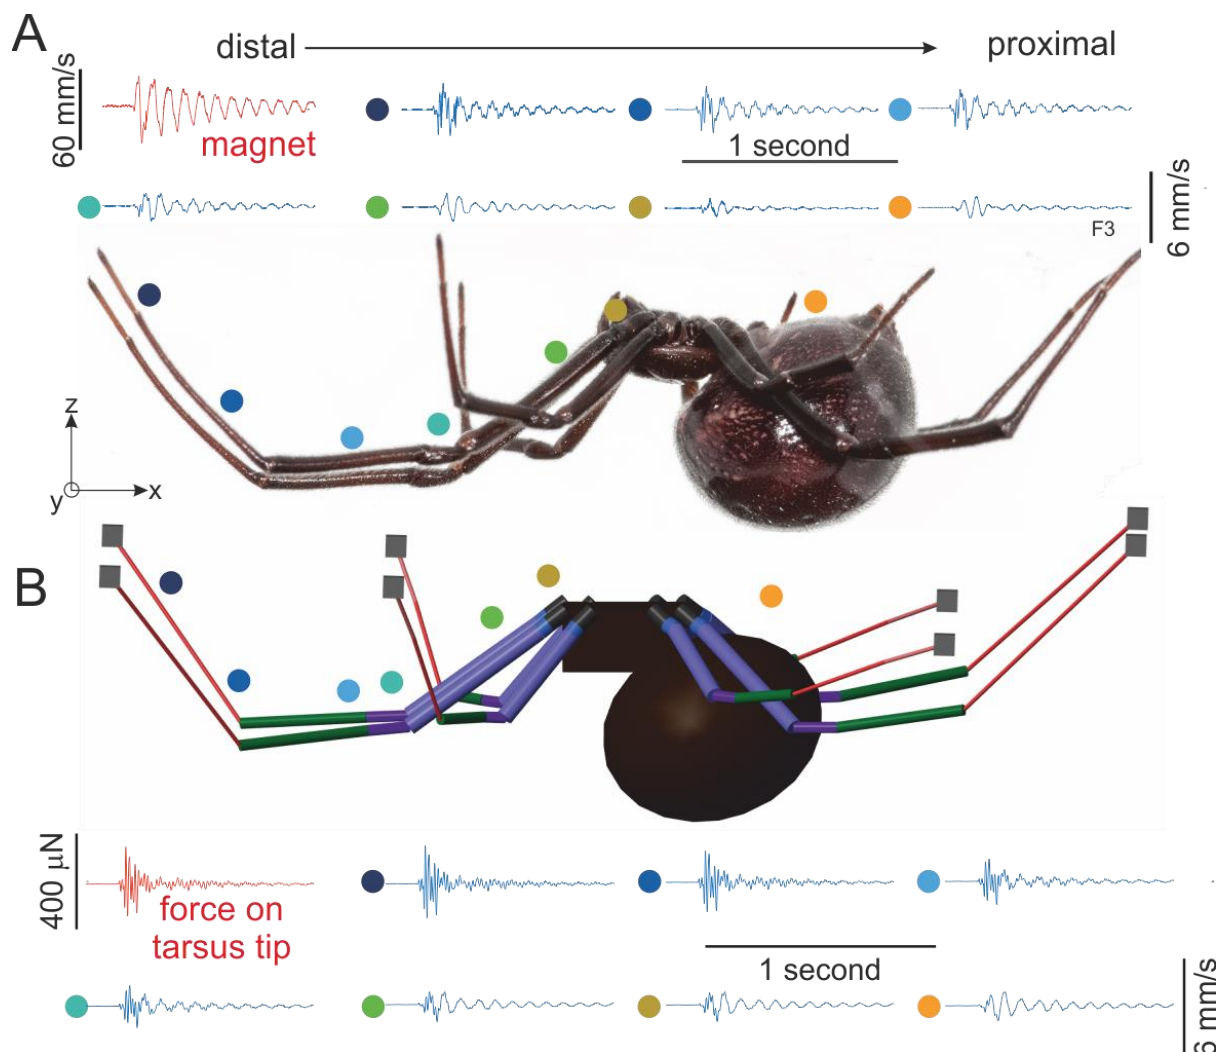 A
distal
proximal
60 mm/s
magnet
1 second
6 mm/s
F3
z
y
x
B
400 µN
force on
tarsus tip
1 second
6 mm/s